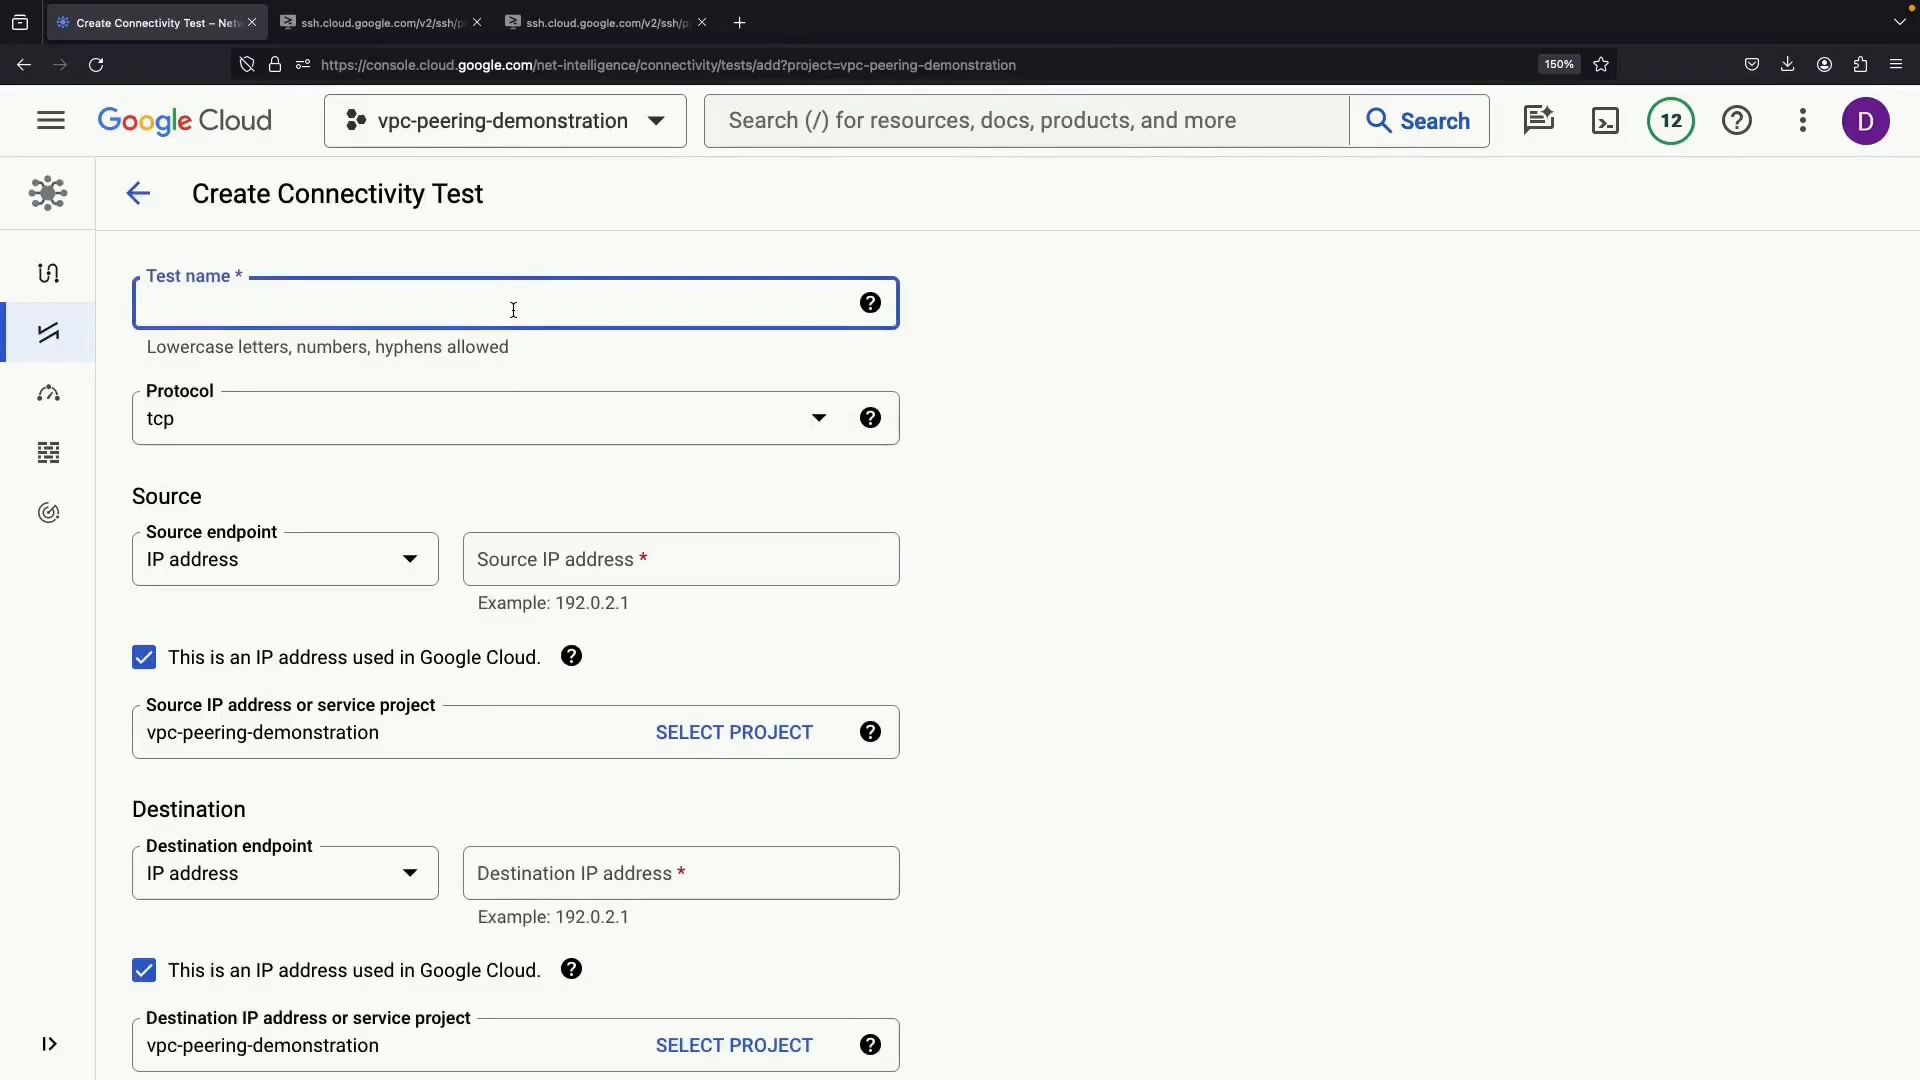 Create Connectivity Test – Netw
ssh.cloud.google.com/v2/ssh/p
ssh.cloud.google.com/v2/ssh/p
https://console.cloud.google.com/net-intelligence/connectivity/tests/add?project=vpc-peering-demonstration
150%
Google Cloud
vpc-peering-demonstration
Search (/) for resources, docs, products, and more
Search
12
D
Create Connectivity Test
Test name *
Lowercase letters, numbers, hyphens allowed
Protocol
tcp
Source
Source endpoint
IP address
Source IP address *
Example: 192.0.2.1
This is an IP address used in Google Cloud.
Source IP address or service project
vpc-peering-demonstration
SELECT PROJECT
Destination
Destination endpoint
IP address
Destination IP address *
Example: 192.0.2.1
This is an IP address used in Google Cloud.
Destination IP address or service project
vpc-peering-demonstration
SELECT PROJECT